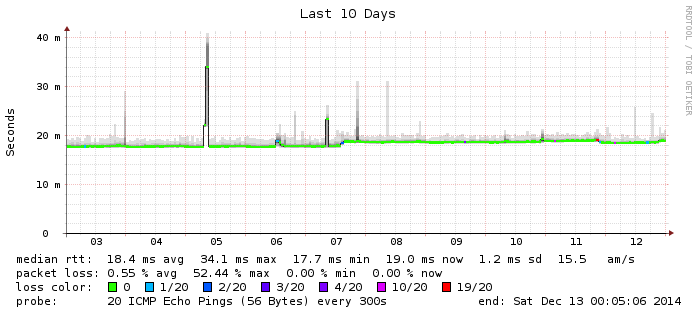 Last 10 Days
RRDTOOL / TOBI OETIKER
Seconds
40 m
30 m
20 m
10 m
0
03 04 05 06 07 08 09 10 11 12
median rtt: 18.4 ms avg 34.1 ms max 17.7 ms min 19.0 ms now 1.2 ms sd 15.5 am/s
packet loss: 0.55 % avg 52.44 % max 0.00 % min 0.00 % now
loss color: 0 1/20 2/20 3/20 4/20 10/20 19/20
probe: 20 ICMP Echo Pings (56 Bytes) every 300s end: Sat Dec 13 00:05:06 2014